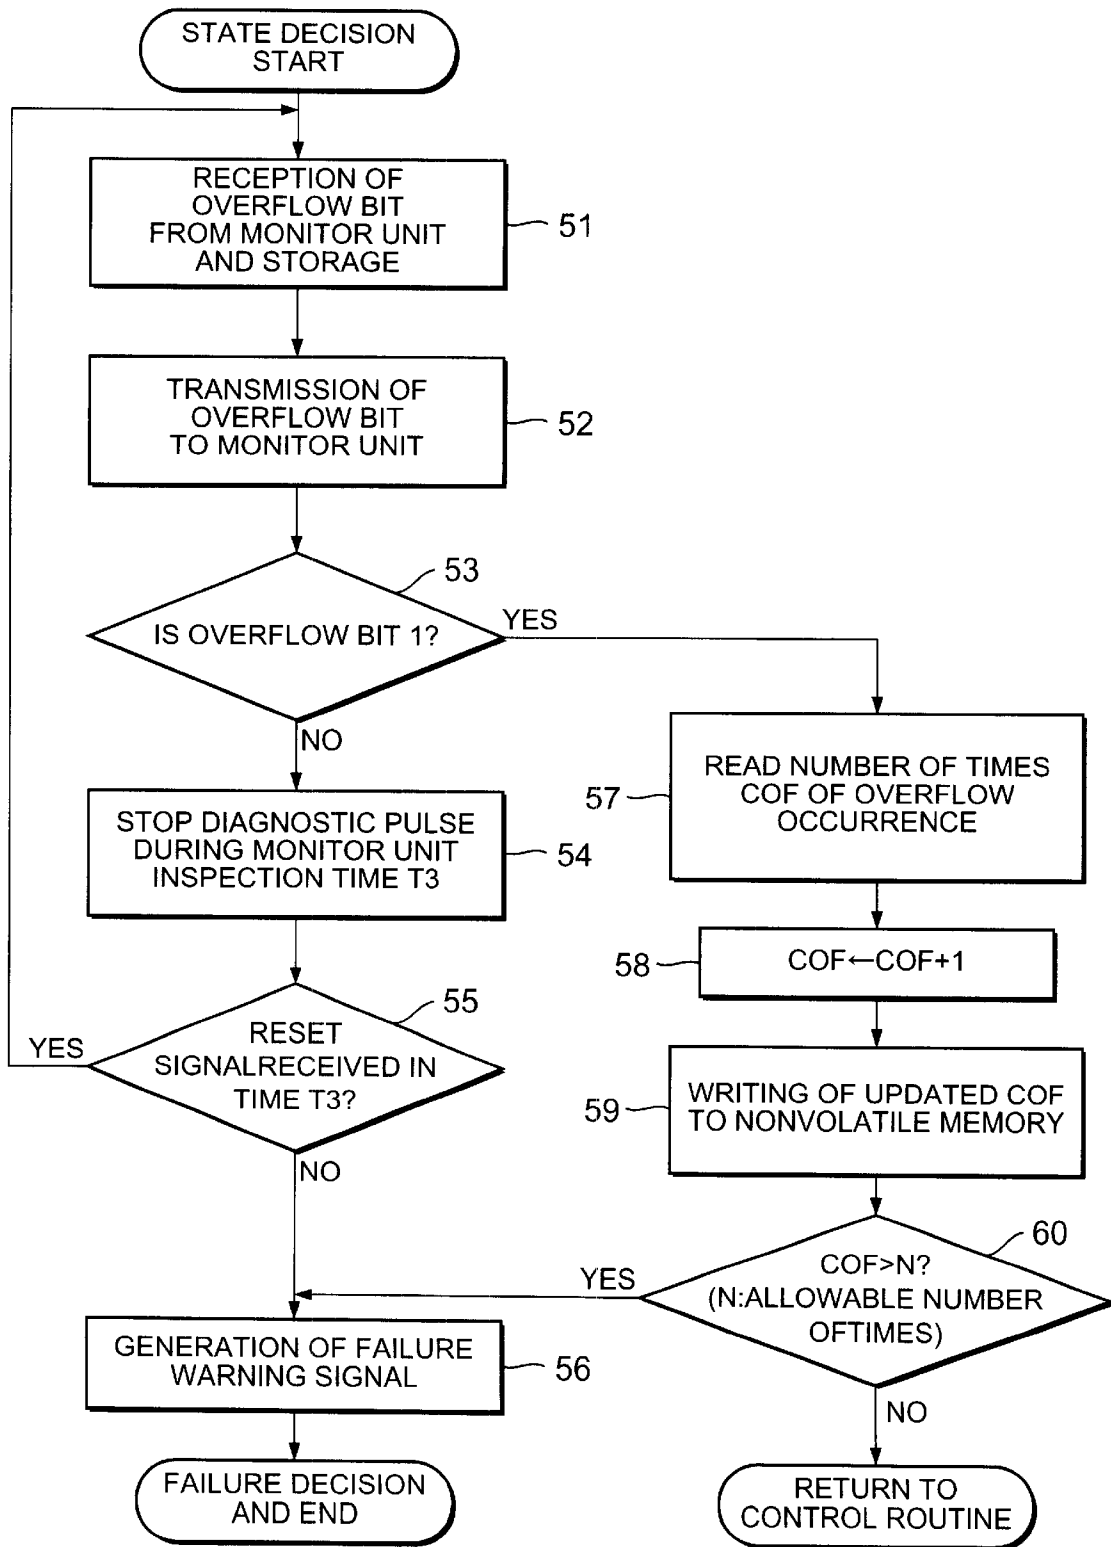 STATE DECISION
START
RECEPTION OF
OVERFLOW BIT
FROM MONITOR UNIT
AND STORAGE
51
TRANSMISSION OF
OVERFLOW BIT
TO MONITOR UNIT
52
53
IS OVERFLOW BIT 1?
YES
NO
STOP DIAGNOSTIC PULSE
DURING MONITOR UNIT
INSPECTION TIME T3
54
55
RESET
SIGNALRECEIVED IN
TIME T3?
YES
NO
GENERATION OF FAILURE
WARNING SIGNAL
56
FAILURE DECISION
AND END
READ NUMBER OF TIMES
COF OF OVERFLOW
OCCURRENCE
57
COF←COF+1
58
WRITING OF UPDATED COF
TO NONVOLATILE MEMORY
59
60
COF>N?
(N:ALLOWABLE NUMBER
OFTIMES)
YES
NO
RETURN TO
CONTROL ROUTINE